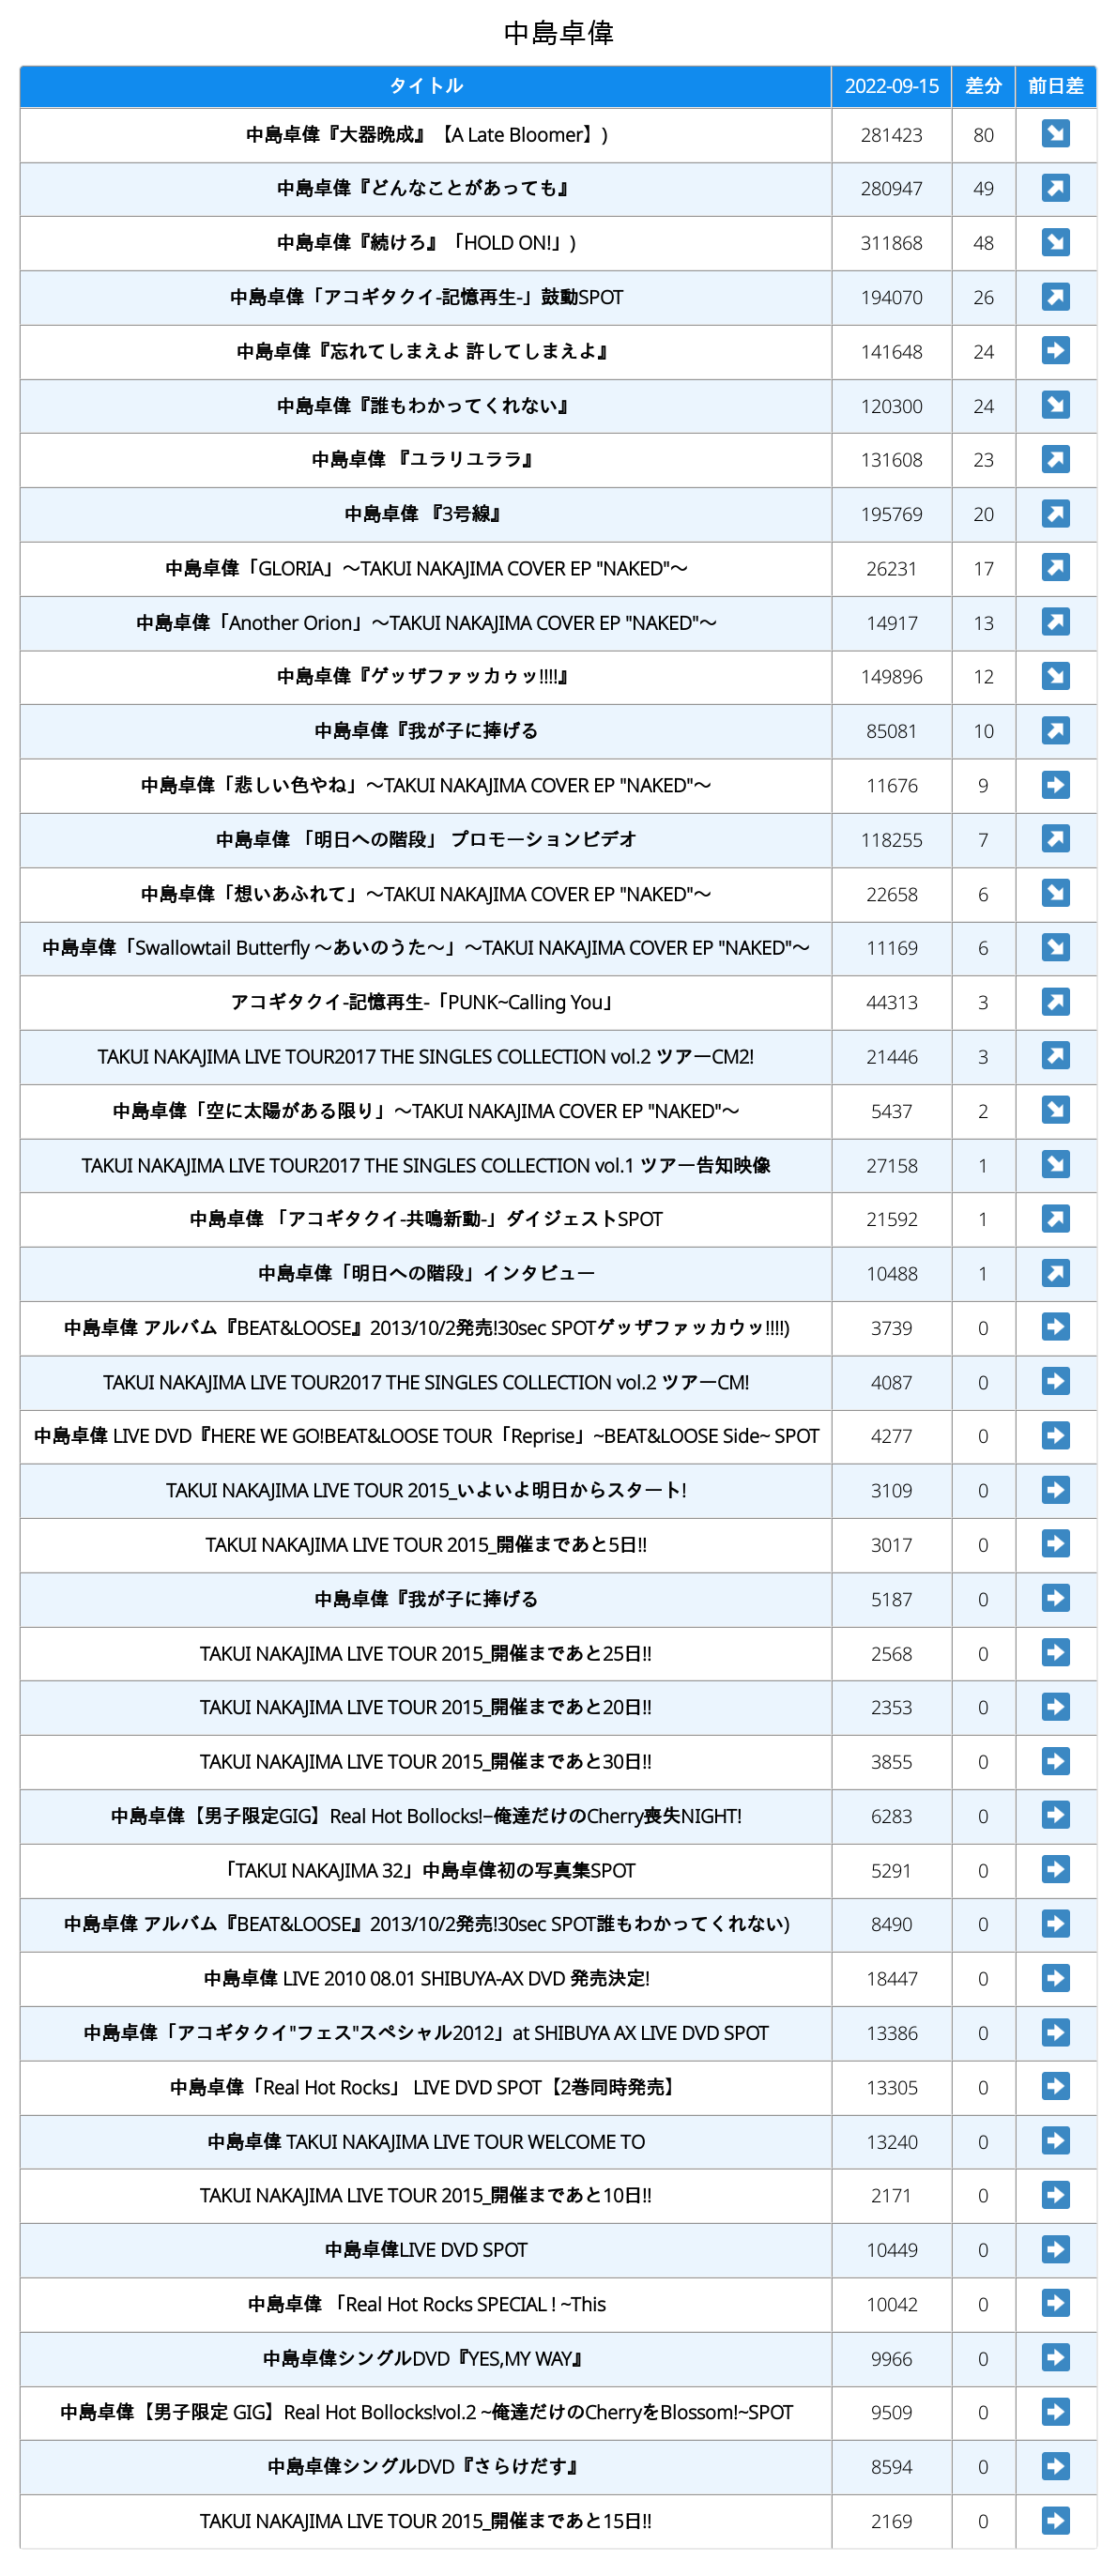 中島卓偉
タイトル 2022-09-15 差分 前日差
中島卓偉『大器晩成』【A Late Bloomer】) 281423 80 ↘
中島卓偉『どんなことがあっても』 280947 49 ↗
中島卓偉『続けろ』「HOLD ON!」) 311868 48 ↘
中島卓偉「アコギタクイ-記憶再生-」鼓動SPOT 194070 26 ↗
中島卓偉『忘れてしまえよ 許してしまえよ』 141648 24 ➡
中島卓偉『誰もわかってくれない』 120300 24 ↘
中島卓偉 『ユラリユララ』 131608 23 ↗
中島卓偉 『3号線』 195769 20 ↗
中島卓偉「GLORIA」〜TAKUI NAKAJIMA COVER EP "NAKED"〜 26231 17 ↗
中島卓偉「Another Orion」〜TAKUI NAKAJIMA COVER EP "NAKED"〜 14917 13 ↗
中島卓偉『ゲッザファッカゥッ!!!!』 149896 12 ↘
中島卓偉『我が子に捧げる 85081 10 ↗
中島卓偉「悲しい色やね」〜TAKUI NAKAJIMA COVER EP "NAKED"〜 11676 9 ➡
中島卓偉 「明日への階段」 プロモーションビデオ 118255 7 ↗
中島卓偉「想いあふれて」〜TAKUI NAKAJIMA COVER EP "NAKED"〜 22658 6 ↘
中島卓偉「Swallowtail Butterfly 〜あいのうた〜」〜TAKUI NAKAJIMA COVER EP "NAKED"〜 11169 6 ↘
アコギタクイ-記憶再生-「PUNK~Calling You」 44313 3 ↗
TAKUI NAKAJIMA LIVE TOUR2017 THE SINGLES COLLECTION vol.2 ツアーCM2! 21446 3 ↗
中島卓偉「空に太陽がある限り」〜TAKUI NAKAJIMA COVER EP "NAKED"〜 5437 2 ↘
TAKUI NAKAJIMA LIVE TOUR2017 THE SINGLES COLLECTION vol.1 ツアー告知映像 27158 1 ↘
中島卓偉 「アコギタクイ-共鳴新動-」ダイジェストSPOT 21592 1 ↗
中島卓偉「明日への階段」インタビュー 10488 1 ↗
中島卓偉 アルバム『BEAT&LOOSE』2013/10/2発売!30sec SPOTゲッザファッカウッ!!!!) 3739 0 ➡
TAKUI NAKAJIMA LIVE TOUR2017 THE SINGLES COLLECTION vol.2 ツアーCM! 4087 0 ➡
中島卓偉 LIVE DVD『HERE WE GO!BEAT&LOOSE TOUR「Reprise」~BEAT&LOOSE Side~ SPOT 4277 0 ➡
TAKUI NAKAJIMA LIVE TOUR 2015_いよいよ明日からスタート! 3109 0 ➡
TAKUI NAKAJIMA LIVE TOUR 2015_開催まであと5日!! 3017 0 ➡
中島卓偉『我が子に捧げる 5187 0 ➡
TAKUI NAKAJIMA LIVE TOUR 2015_開催まであと25日!! 2568 0 ➡
TAKUI NAKAJIMA LIVE TOUR 2015_開催まであと20日!! 2353 0 ➡
TAKUI NAKAJIMA LIVE TOUR 2015_開催まであと30日!! 3855 0 ➡
中島卓偉【男子限定GIG】Real Hot Bollocks!−俺達だけのCherry喪失NIGHT! 6283 0 ➡
「TAKUI NAKAJIMA 32」中島卓偉初の写真集SPOT 5291 0 ➡
中島卓偉 アルバム『BEAT&LOOSE』2013/10/2発売!30sec SPOT誰もわかってくれない) 8490 0 ➡
中島卓偉 LIVE 2010 08.01 SHIBUYA-AX DVD 発売決定! 18447 0 ➡
中島卓偉「アコギタクイ"フェス"スペシャル2012」at SHIBUYA AX LIVE DVD SPOT 13386 0 ➡
中島卓偉「Real Hot Rocks」 LIVE DVD SPOT【2巻同時発売】 13305 0 ➡
中島卓偉 TAKUI NAKAJIMA LIVE TOUR WELCOME TO 13240 0 ➡
TAKUI NAKAJIMA LIVE TOUR 2015_開催まであと10日!! 2171 0 ➡
中島卓偉LIVE DVD SPOT 10449 0 ➡
中島卓偉 「Real Hot Rocks SPECIAL ! ~This 10042 0 ➡
中島卓偉シングルDVD『YES,MY WAY』 9966 0 ➡
中島卓偉【男子限定 GIG】Real Hot Bollocks!vol.2 ~俺達だけのCherryをBlossom!~SPOT 9509 0 ➡
中島卓偉シングルDVD『さらけだす』 8594 0 ➡
TAKUI NAKAJIMA LIVE TOUR 2015_開催まであと15日!! 2169 0 ➡